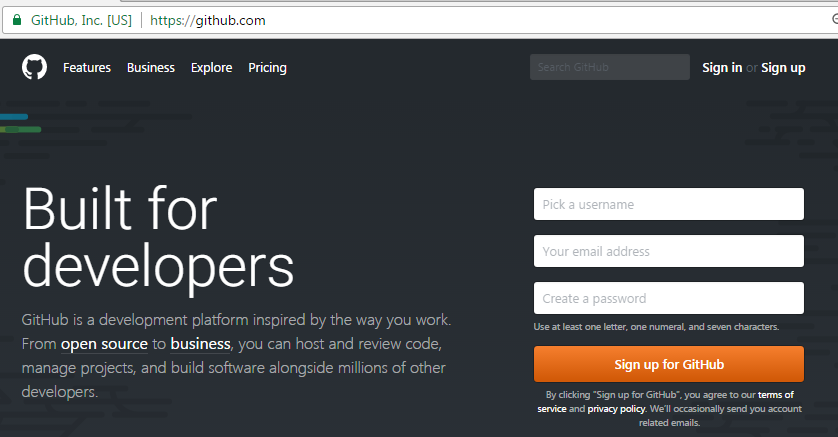 GitHub, Inc. [US] https://github.com
Features Business Explore Pricing Search GitHub Sign in or Sign up
Built for
developers
GitHub is a development platform inspired by the way you work.
From open source to business, you can host and review code,
manage projects, and build software alongside millions of other
developers.
Pick a username
Your email address
Create a password
Use at least one letter, one numeral, and seven characters.
Sign up for GitHub
By clicking "Sign up for GitHub", you agree to our terms of
service and privacy policy. We'll occasionally send you account
related emails.